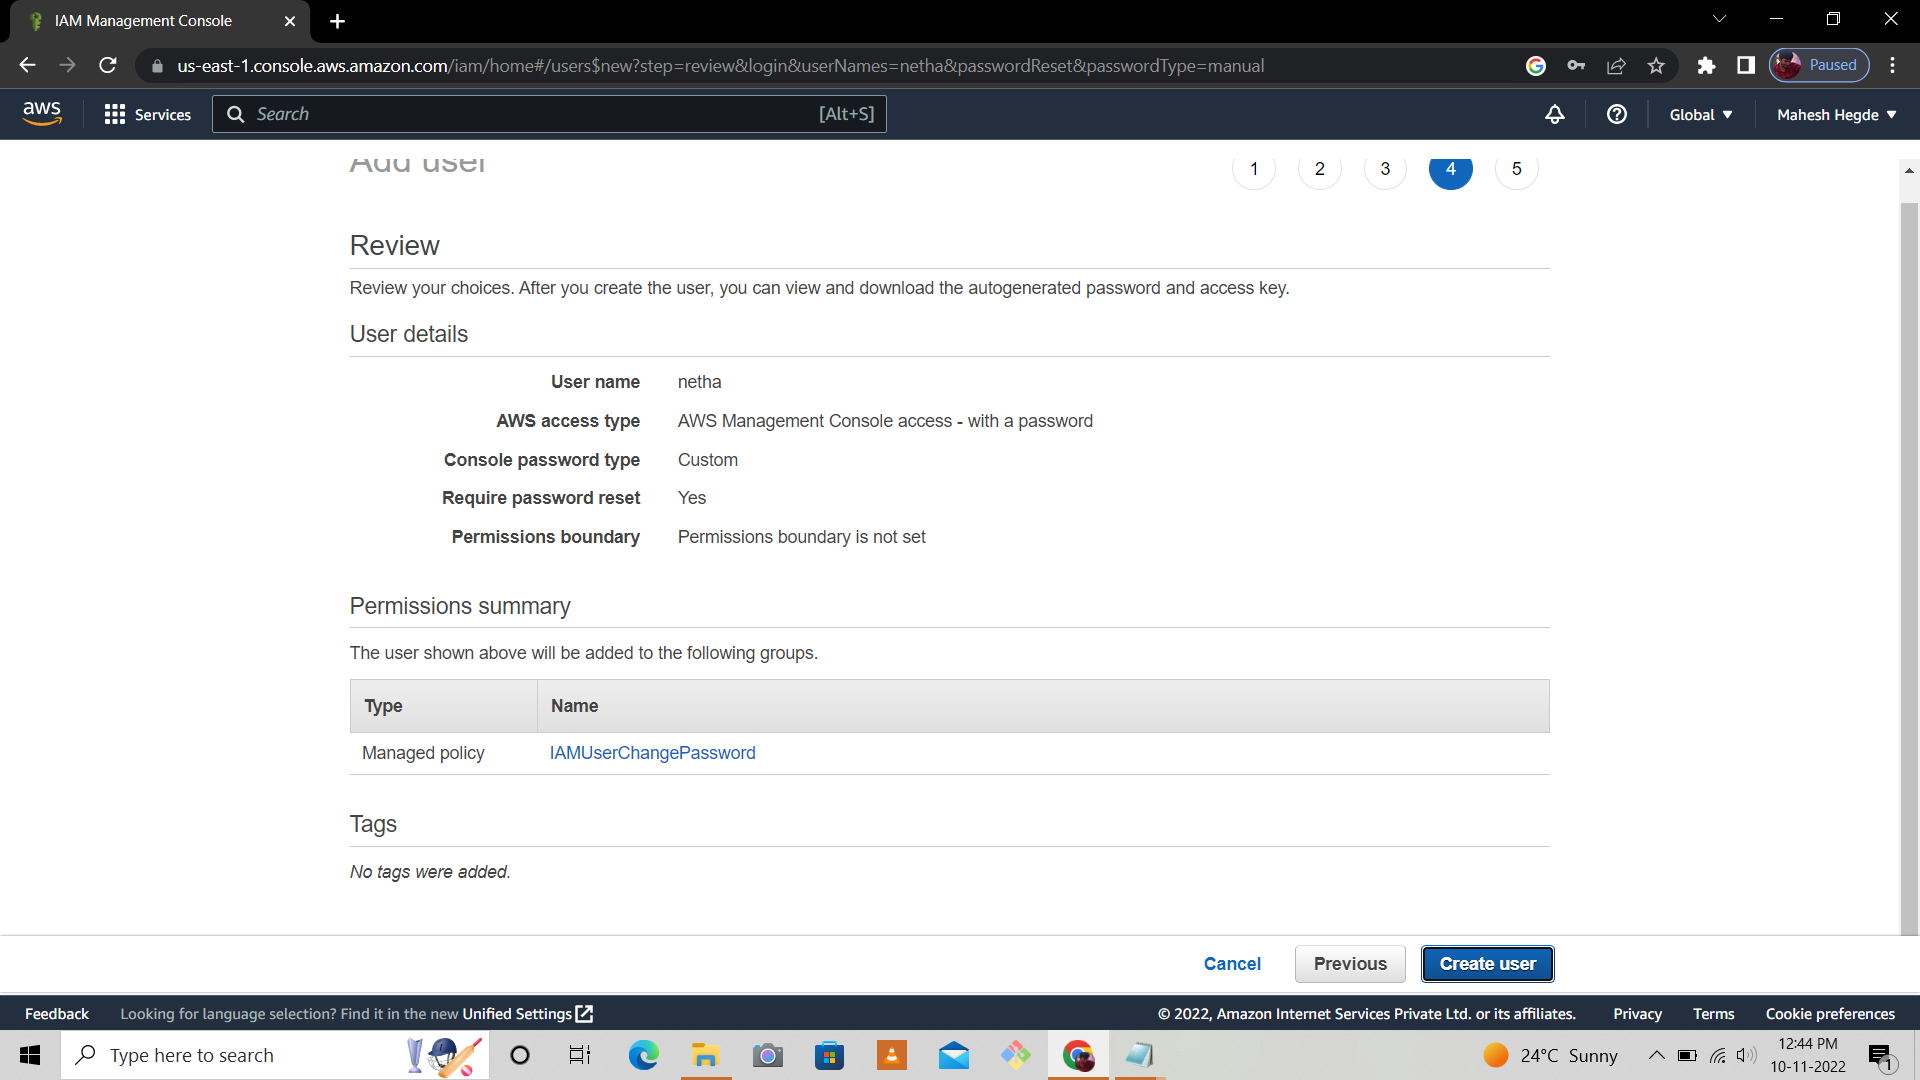 IAM Management Console
us-east-1.console.aws.amazon.com/iam/home#/users$new?step=review&login&userNames=netha&passwordReset&passwordType=manual
Paused
aws
Services
Search
[Alt+S]
Global
Mahesh Hegde
Add user
1 2 3 4 5
Review
Review your choices. After you create the user, you can view and download the autogenerated password and access key.
User details
User name netha
AWS access type AWS Management Console access - with a password
Console password type Custom
Require password reset Yes
Permissions boundary Permissions boundary is not set
Permissions summary
The user shown above will be added to the following groups.
Type Name
Managed policy IAMUserChangePassword
Tags
No tags were added.
Cancel Previous Create user
Feedback Looking for language selection? Find it in the new Unified Settings © 2022, Amazon Internet Services Private Ltd. or its affiliates. Privacy Terms Cookie preferences
Type here to search
24°C Sunny
12:44 PM
10-11-2022
1